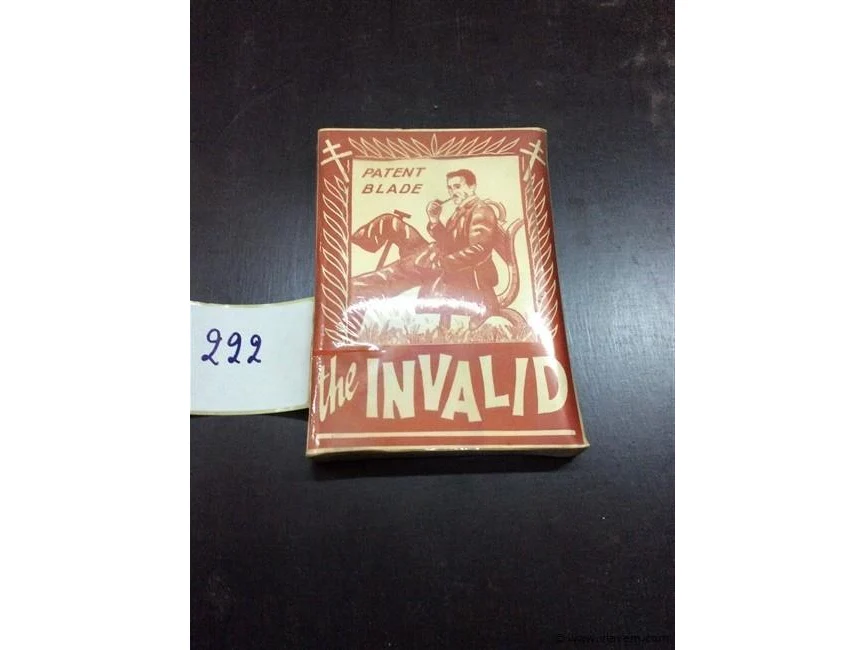 PATENT
BLADE
222
the INVALID